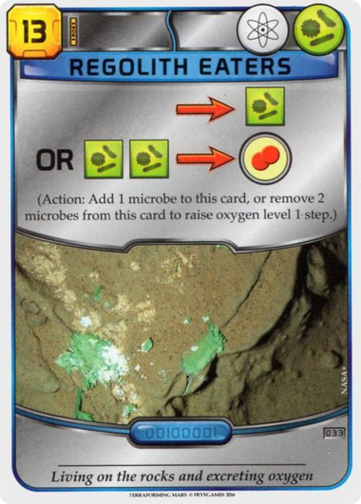 13
REGOLITH EATERS
OR
(Action: Add 1 microbe to this card, or remove 2
microbes from this card to raise oxygen level 1 step.)
NASA
00100001
033
Living on the rocks and excreting oxygen
TERRAFORMING MARS © FRYXGAMES 2016